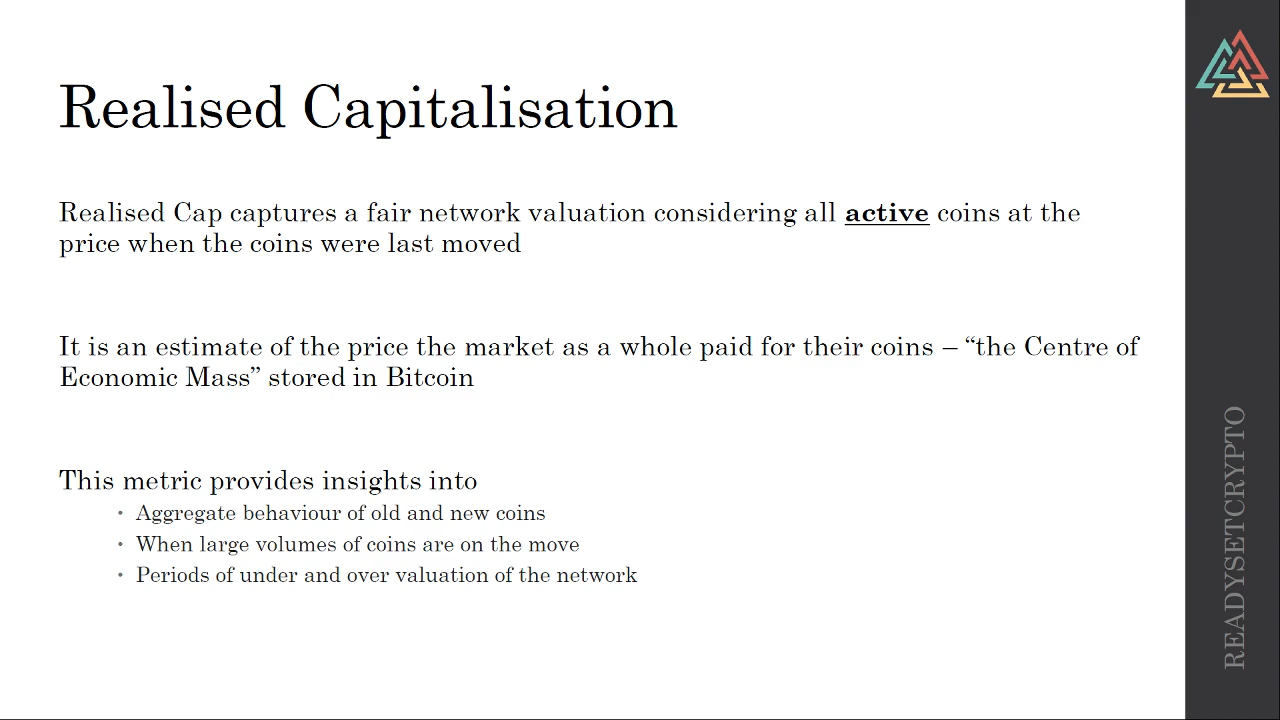 Realised Capitalisation
Realised Cap captures a fair network valuation considering all active coins at the
price when the coins were last moved
It is an estimate of the price the market as a whole paid for their coins – “the Centre of
Economic Mass” stored in Bitcoin
This metric provides insights into
• Aggregate behaviour of old and new coins
• When large volumes of coins are on the move
• Periods of under and over valuation of the network
READYSETCRYPTO